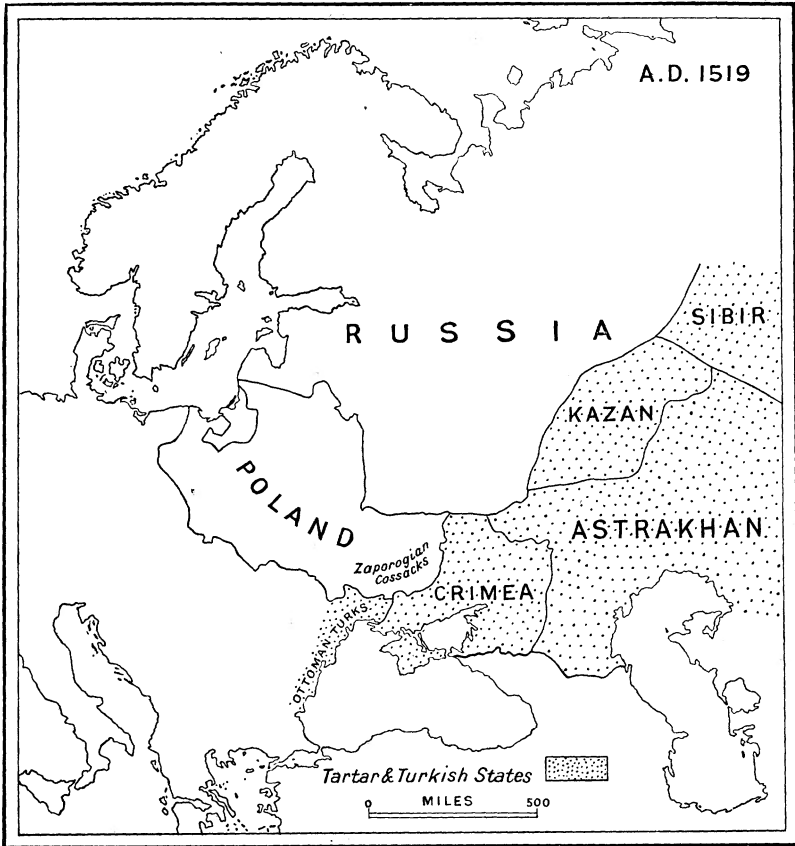 A.D. 1519
SIBIR
RUSSIA
KAZAN
POLAND
ASTRAKHAN
Zaporogian
Cossacks
CRIMEA
OTTOMAN TURKS
Tartar & Turkish States
0 MILES 500